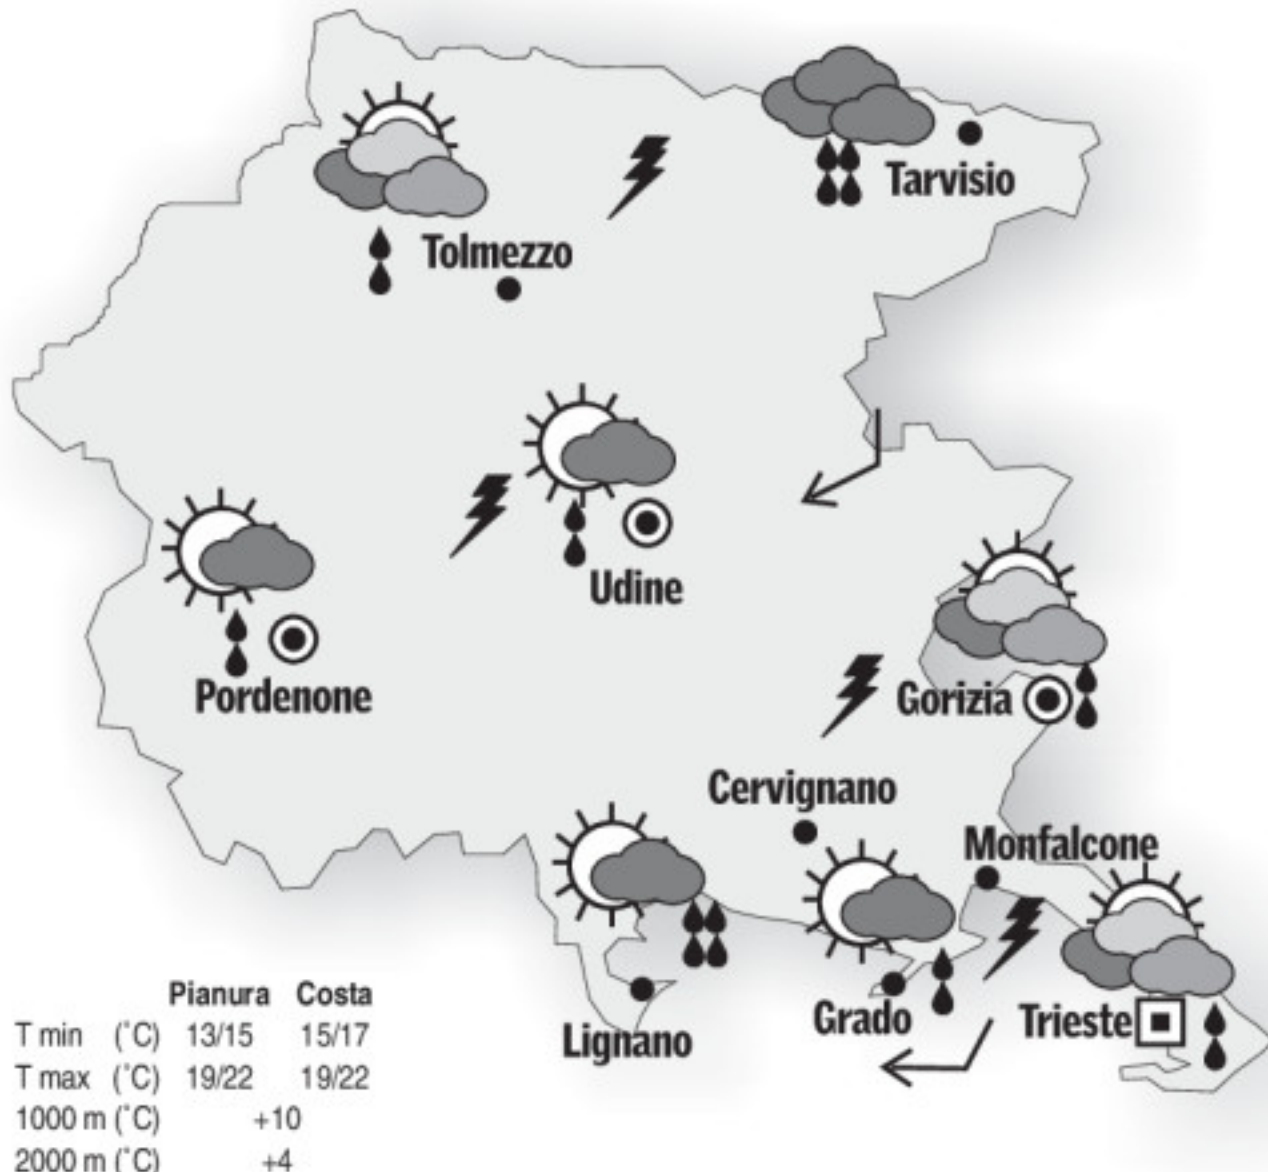 Tarvisio
Tolmezzo
Udine
Pordenone
Gorizia
Cervignano
Monfalcone
Grado
Trieste
Lignano
Pianura Costa
T min (°C) 13/15 15/17
T max (°C) 19/22 19/22
1000 m (°C) +10
2000 m (°C) +4